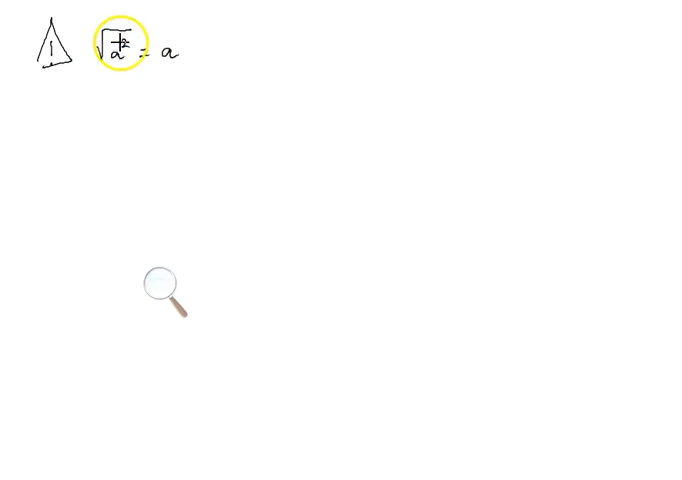 ! √a² = a